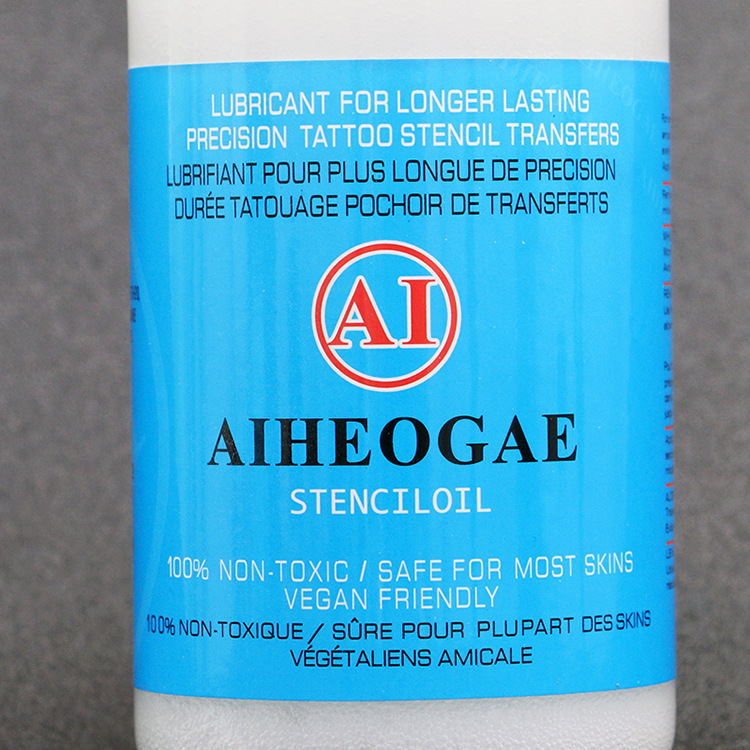 LUBRICANT FOR LONGER LASTING
PRECISION TATTOO STENCIL TRANSFERS
LUBRIFIANT POUR PLUS LONGUE DE PRECISION
DURÉE TATOUAGE POCHOIR DE TRANSFERTS
AI
AIHEOGAE
STENCILOIL
100% NON-TOXIC / SAFE FOR MOST SKINS
VEGAN FRIENDLY
100% NON-TOXIQUE / SÛRE POUR PLUPART DES SKINS
VÉGÉTALIENS AMICALE